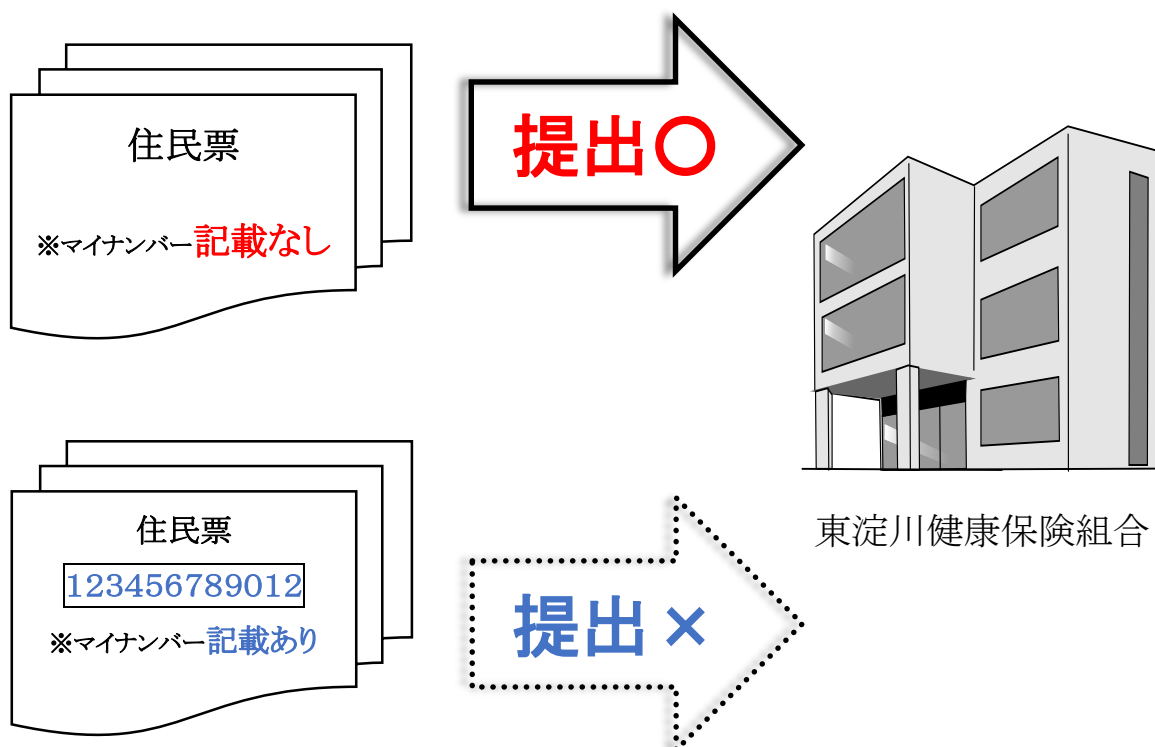 住民票
※マイナンバー記載なし
提出〇
東淀川健康保険組合
住民票
123456789012
※マイナンバー記載あり
提出×